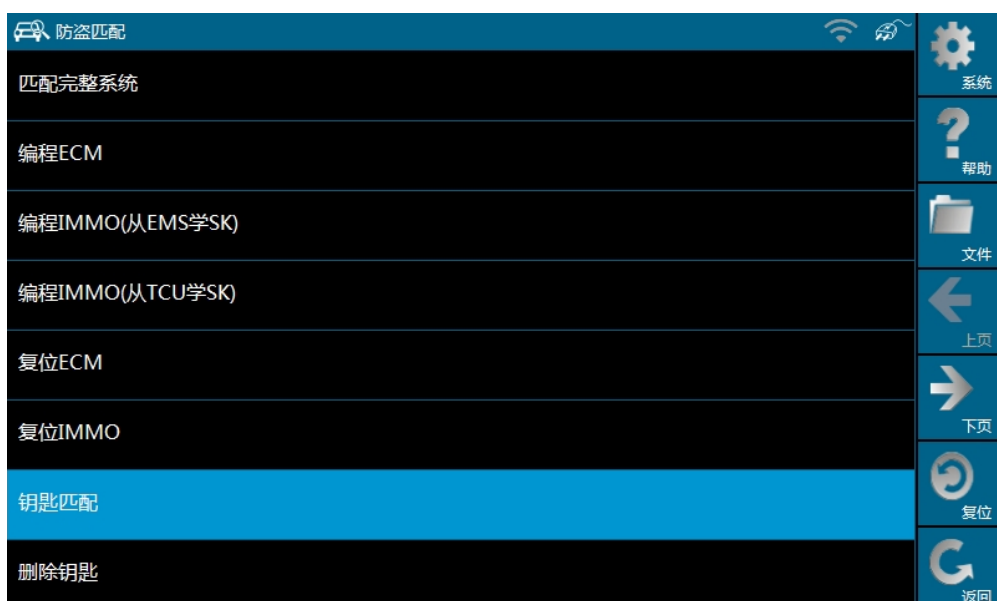 防盗匹配
匹配完整系统
编程ECM
编程IMMO(从EMS学SK)
编程IMMO(从TCU学SK)
复位ECM
复位IMMO
钥匙匹配
删除钥匙
系统
帮助
文件
上页
下页
复位
返回